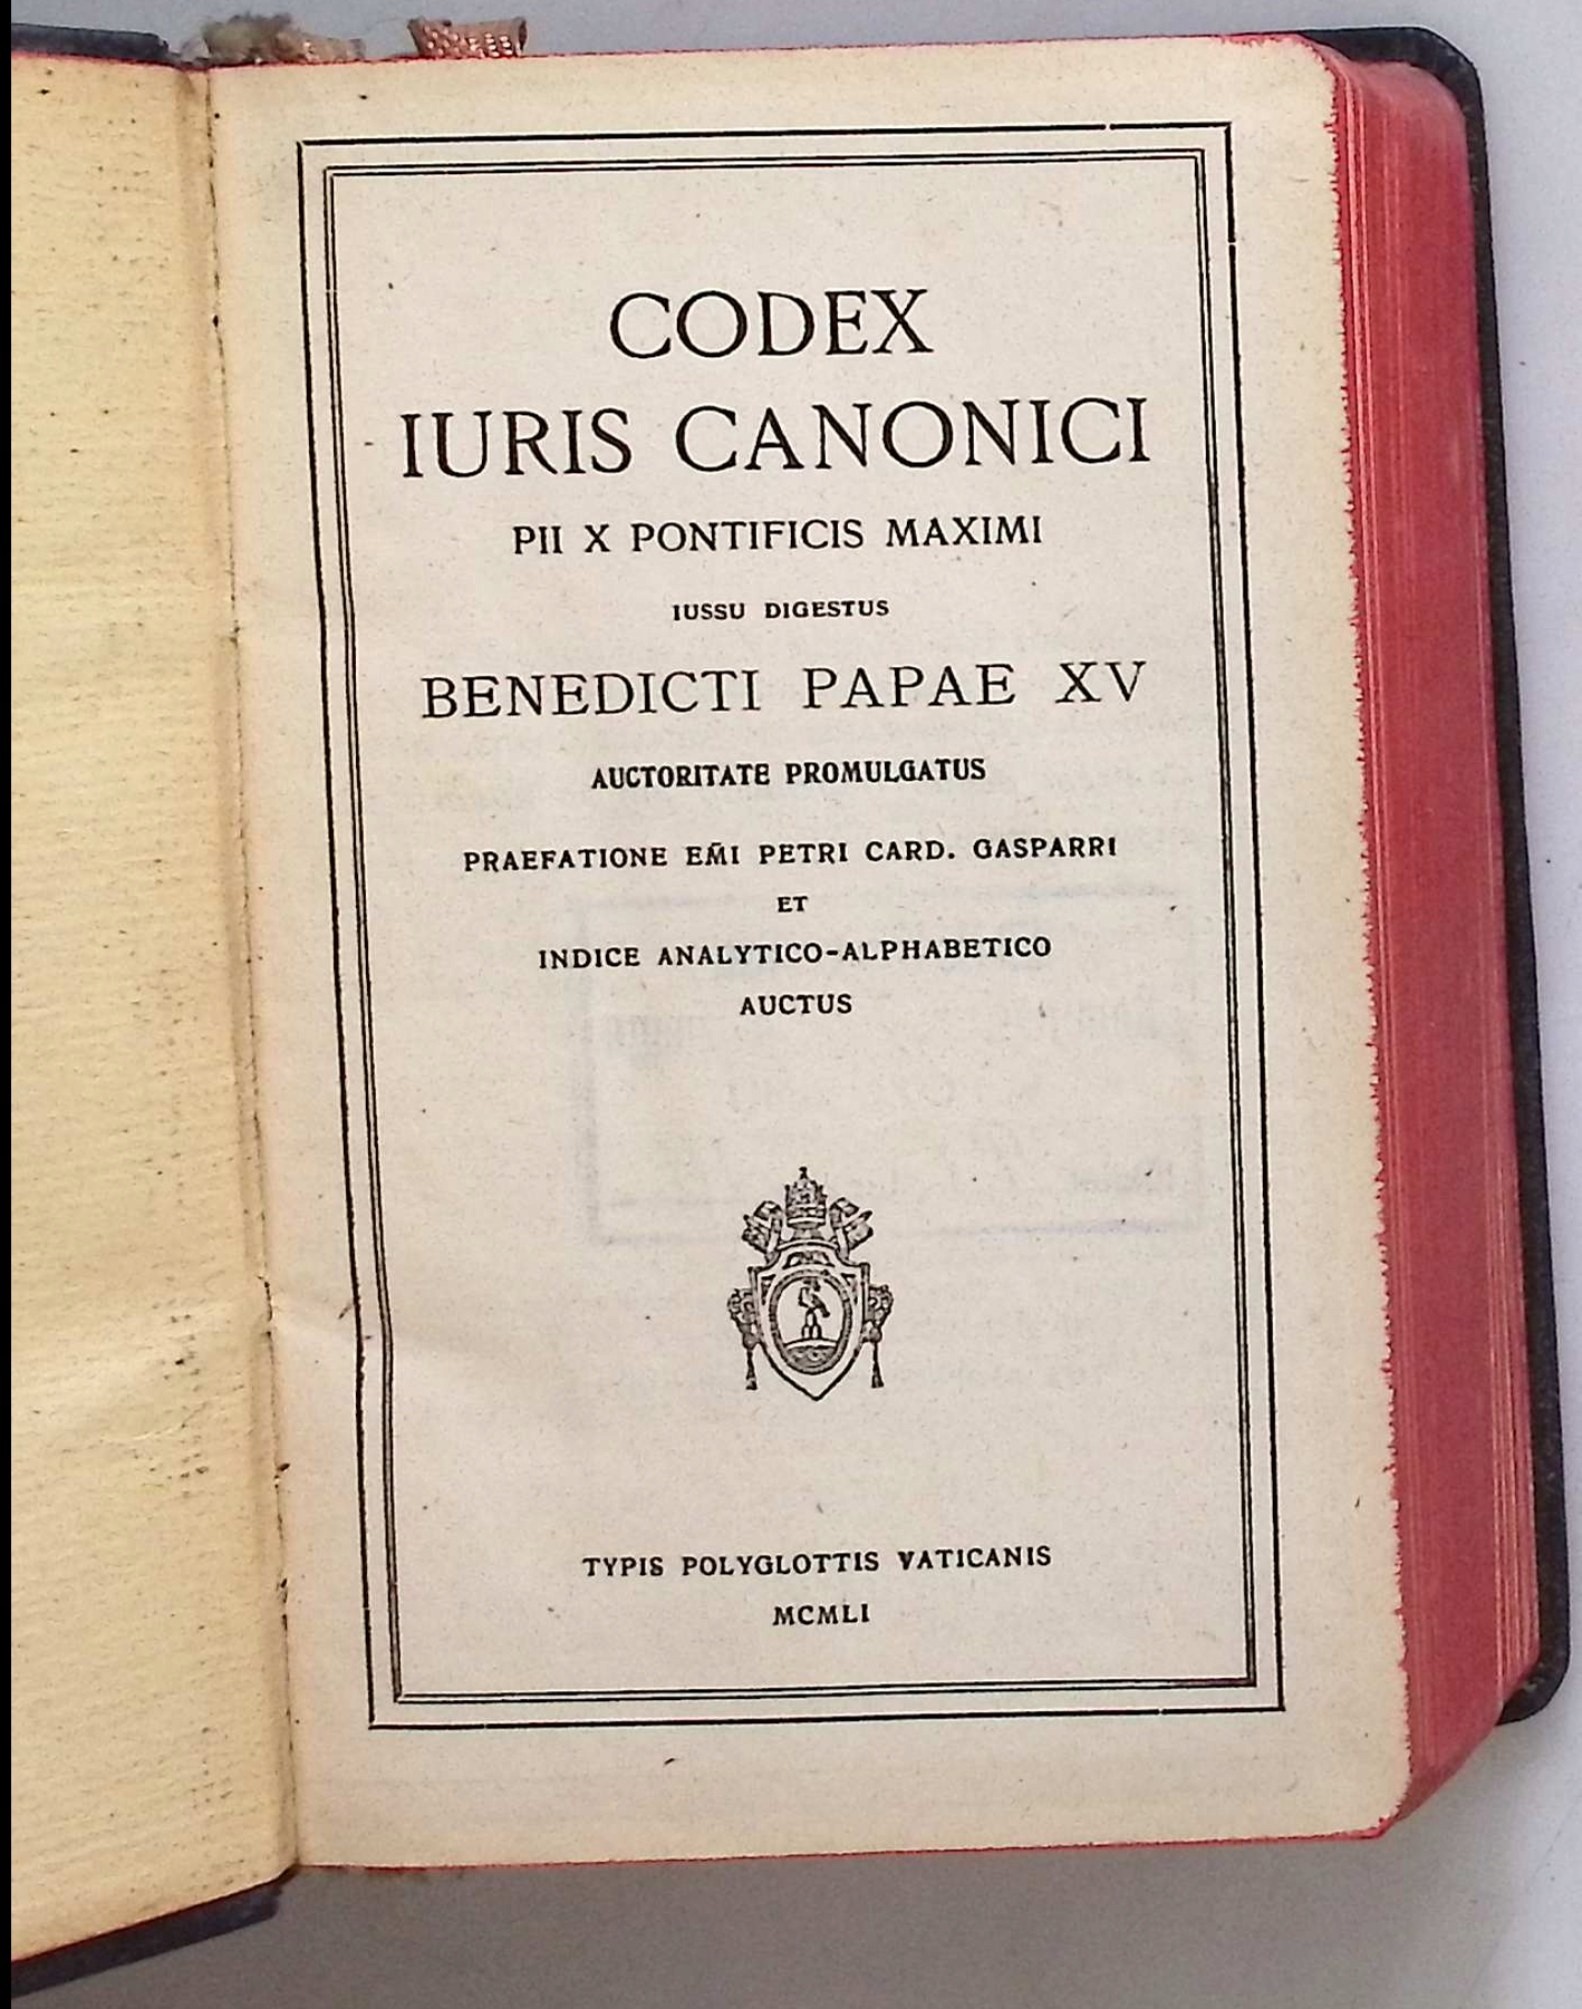 CODEX
IURIS CANONICI
PII X PONTIFICIS MAXIMI
IUSSU DIGESTUS
BENEDICTI PAPAE XV
AUCTORITATE PROMULGATUS
PRAEFATIONE EM̃I PETRI CARD. GASPARRI
ET
INDICE ANALYTICO-ALPHABETICO
AUCTUS
TYPIS POLYGLOTTIS VATICANIS
MCMLI